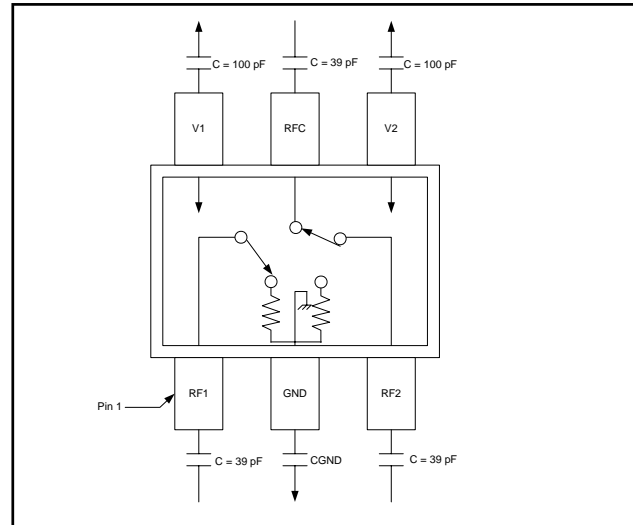 C = 100 pF
C = 39 pF
C = 100 pF
V1
RFC
V2
RF1
GND
RF2
Pin 1
C = 39 pF
CGND
C = 39 pF